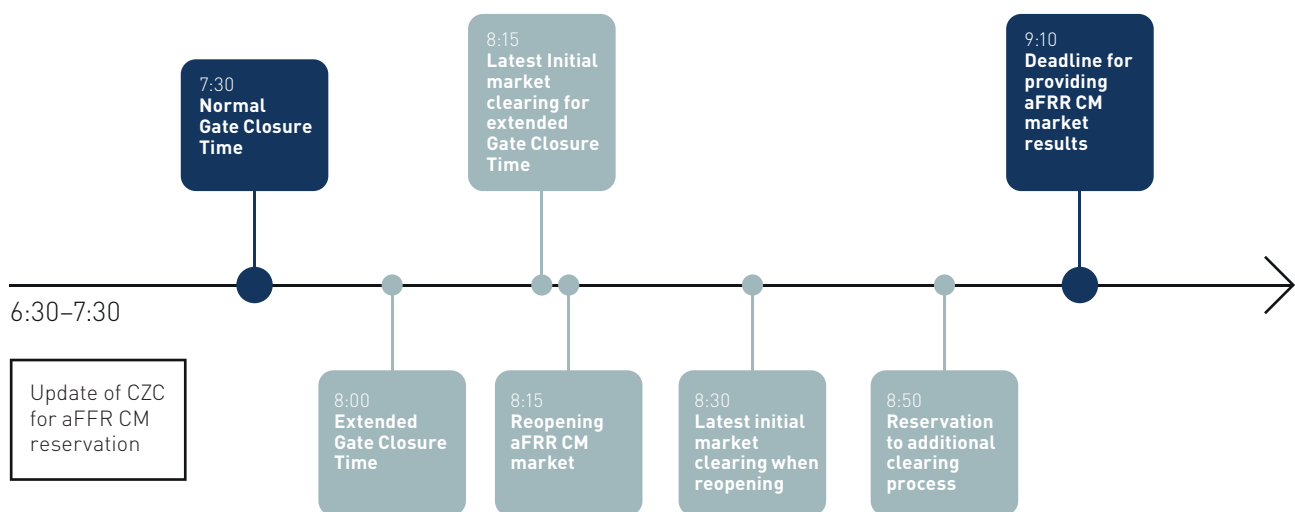 7:30
Normal
Gate Closure
Time
8:15
Latest Initial
market
clearing for
extended
Gate Closure
Time
9:10
Deadline for
providing
aFRR CM
market
results
6:30–7:30
Update of CZC
for aFFR CM
reservation
8:00
Extended
Gate Closure
Time
8:15
Reopening
aFRR CM
market
8:30
Latest initial
market
clearing when
reopening
8:50
Reservation
to additional
clearing
process